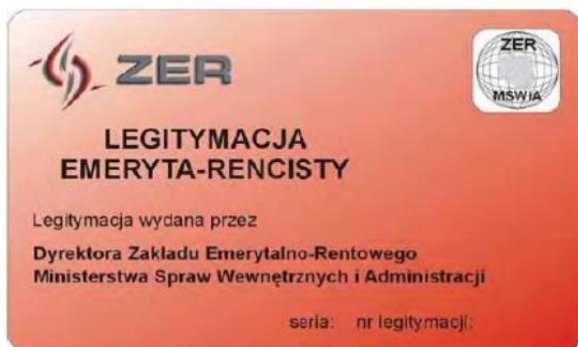 ZER
ZER
MSWiA
LEGITYMACJA
EMERYTA-RENCISTY
Legitymacja wydana przez
Dyrektora Zakładu Emerytalno-Rentowego
Ministerstwa Spraw Wewnętrznych i Administracji
seria: nr legitymacji: